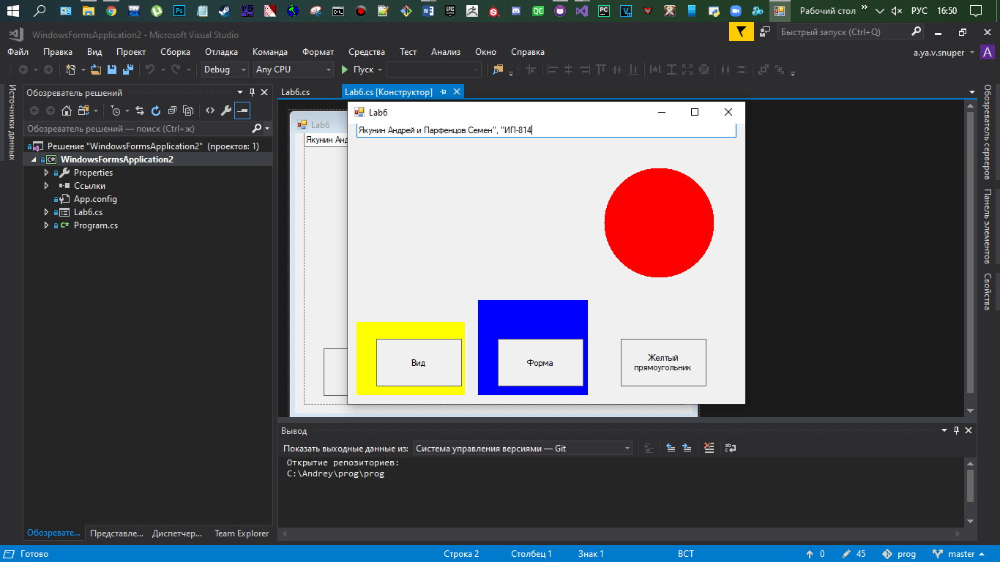 Рабочий стол
РУС
16:50
WindowsFormsApplication2 - Microsoft Visual Studio
Быстрый запуск (Ctrl+Q)
Файл Правка Вид Проект Сборка Отладка Команда Формат Средства Тест Анализ Окно Справка
a.ya.v.snuper
A
Debug
Any CPU
Пуск
Источники данных
Обозреватель решений
Обозреватель решений — поиск (Ctrl+ж)
Решение "WindowsFormsApplication2" (проектов: 1)
WindowsFormsApplication2
Properties
Ссылки
App.config
Lab6.cs
Program.cs
Обозревате...
Представле...
Диспетчер...
Team Explorer
Lab6.cs
Lab6.cs [Конструктор]
Lab6
Якунин Анд
Lab6
Якунин Андрей и Парфенцов Семен", "ИП-814
Вид
Форма
Желтый
прямоугольник
Обозреватель серверов
Панель элементов
Свойства
Вывод
Показать выходные данные из:
Система управления версиями — Git
Открытие репозиториев:
C:\Andrey\prog\prog
Готово
Строка 2
Столбец 1
Знак 1
ВСТ
0
45
prog
master